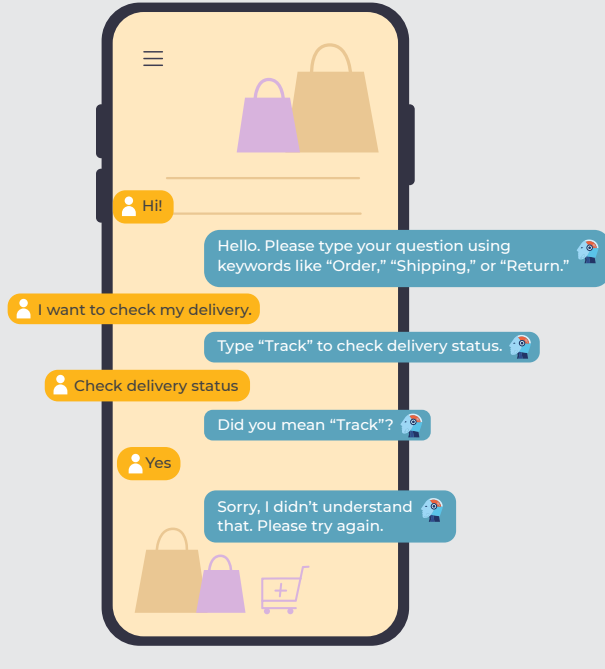 Hi!
Hello. Please type your question using
keywords like “Order,” “Shipping,” or “Return.”
I want to check my delivery.
Type “Track” to check delivery status.
Check delivery status
Did you mean “Track”?
Yes
Sorry, I didn’t understand
that. Please try again.